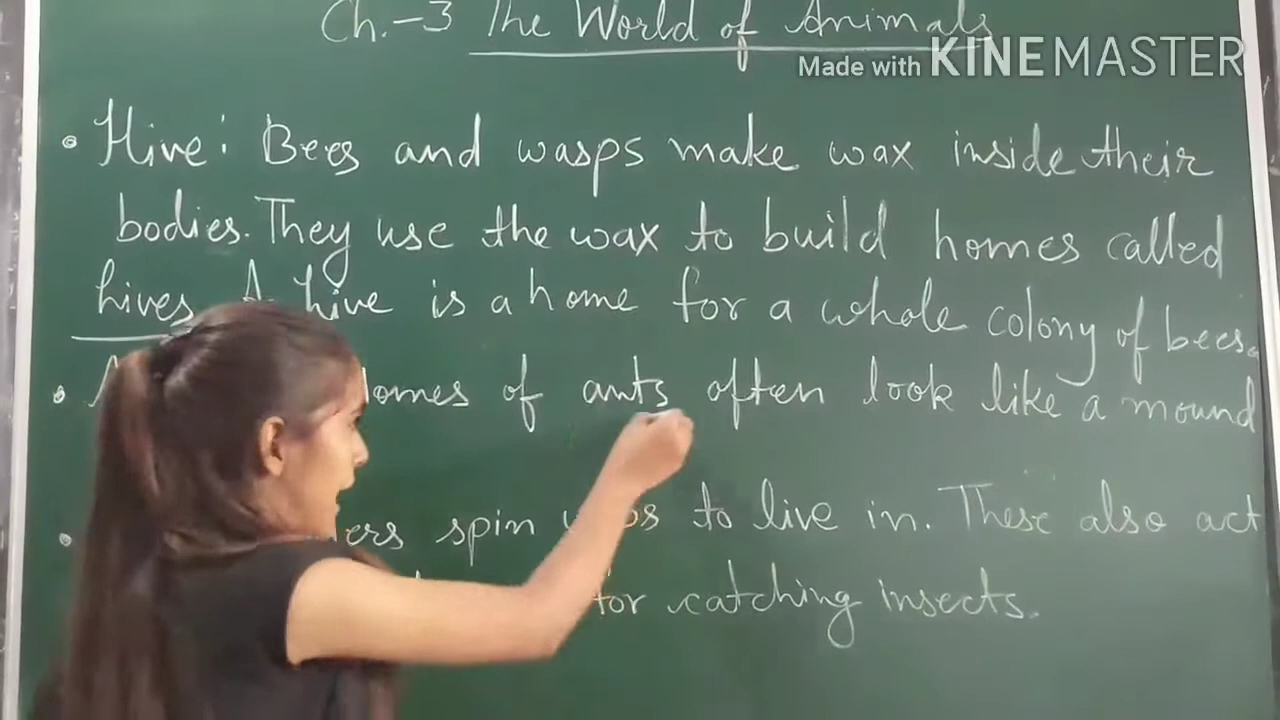 Ch.-3 The World of Animals
Made with KINEMASTER
• Hive: Bees and wasps make wax inside their
bodies. They use the wax to build homes called
hives. A hive is a home for a whole colony of bees.
• homes of ants often look like a mound
• spin to live in. These also act
for catching insects.